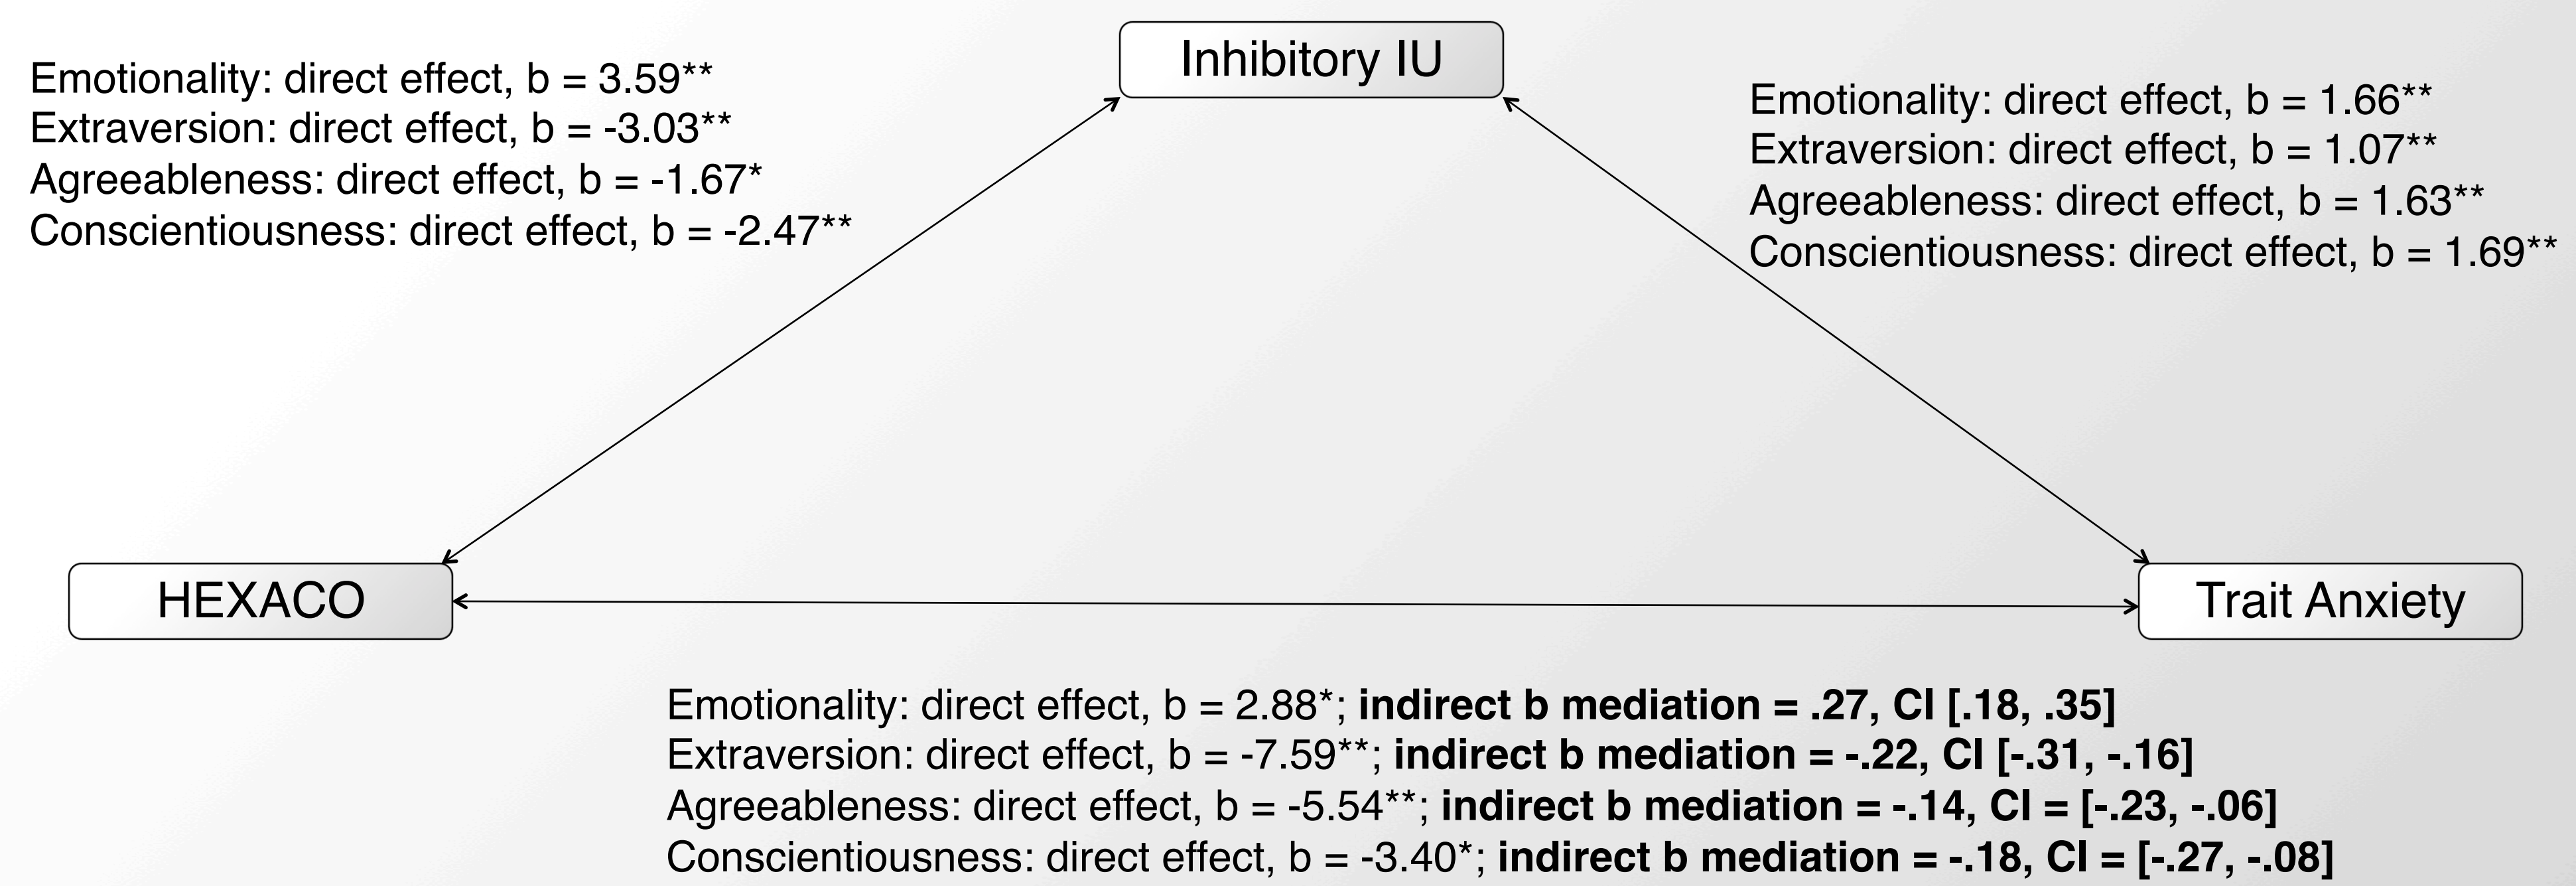 Inhibitory IU
Emotionality: direct effect, b = 3.59**
Extraversion: direct effect, b = -3.03**
Agreeableness: direct effect, b = -1.67*
Conscientiousness: direct effect, b = -2.47**
Emotionality: direct effect, b = 1.66**
Extraversion: direct effect, b = 1.07**
Agreeableness: direct effect, b = 1.63**
Conscientiousness: direct effect, b = 1.69**
HEXACO
Trait Anxiety
Emotionality: direct effect, b = 2.88*; indirect b mediation = .27, CI [.18, .35]
Extraversion: direct effect, b = -7.59**; indirect b mediation = -.22, CI [-.31, -.16]
Agreeableness: direct effect, b = -5.54**; indirect b mediation = -.14, CI = [-.23, -.06]
Conscientiousness: direct effect, b = -3.40*; indirect b mediation = -.18, CI = [-.27, -.08]